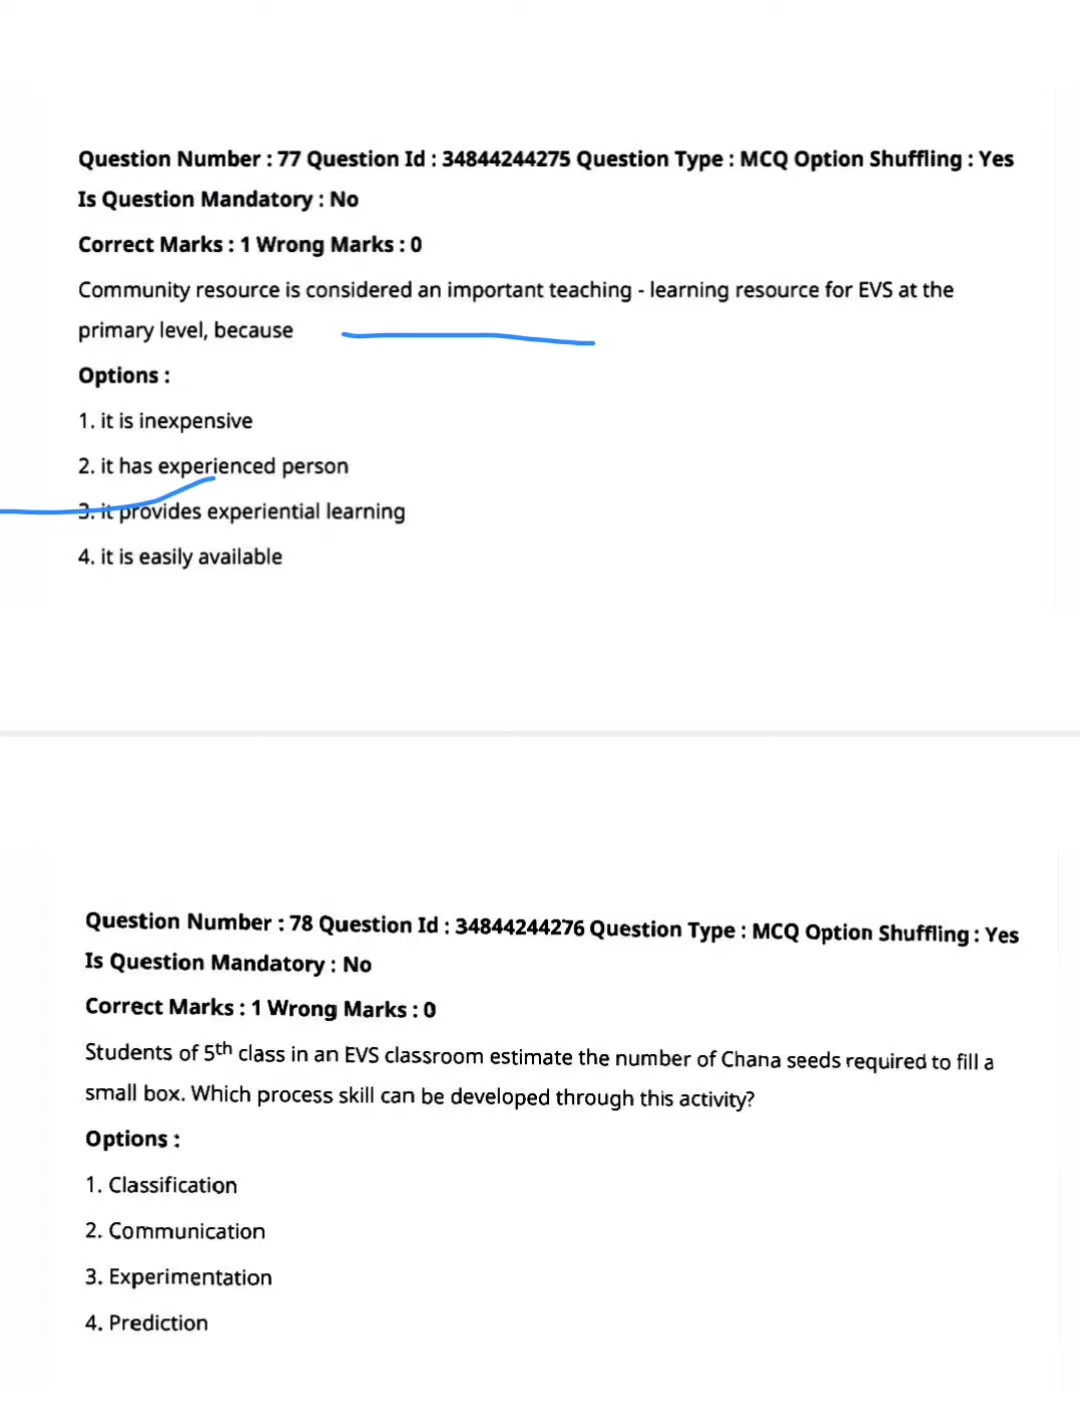 Question Number : 77 Question Id : 34844244275 Question Type : MCQ Option Shuffling : Yes
Is Question Mandatory : No
Correct Marks : 1 Wrong Marks : 0
Community resource is considered an important teaching - learning resource for EVS at the
primary level, because
Options :
1. it is inexpensive
2. it has experienced person
3. it provides experiential learning
4. it is easily available
Question Number : 78 Question Id : 34844244276 Question Type : MCQ Option Shuffling : Yes
Is Question Mandatory : No
Correct Marks : 1 Wrong Marks : 0
Students of 5th class in an EVS classroom estimate the number of Chana seeds required to fill a
small box. Which process skill can be developed through this activity?
Options :
1. Classification
2. Communication
3. Experimentation
4. Prediction